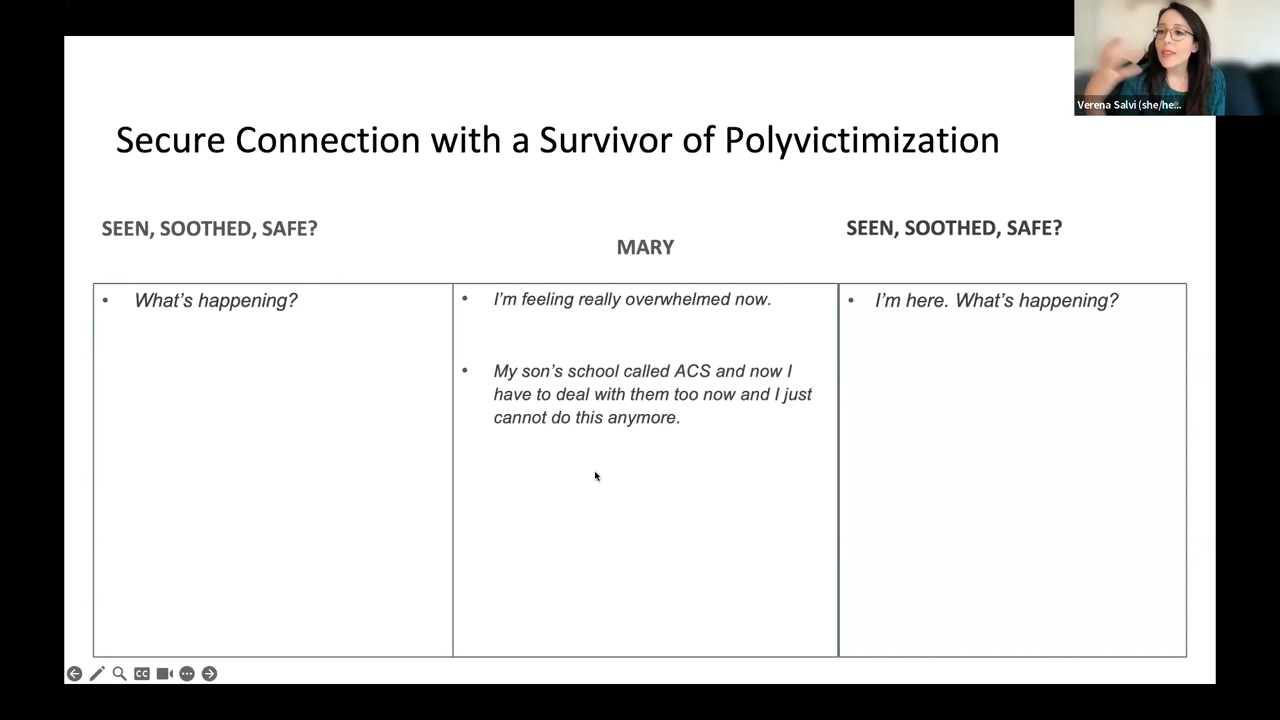 Verena Salvi (she/he...
Secure Connection with a Survivor of Polyvictimization
SEEN, SOOTHED, SAFE?
MARY
SEEN, SOOTHED, SAFE?
• What’s happening?
• I’m feeling really overwhelmed now.
• My son’s school called ACS and now I
have to deal with them too now and I just
cannot do this anymore.
• I’m here. What’s happening?
CC